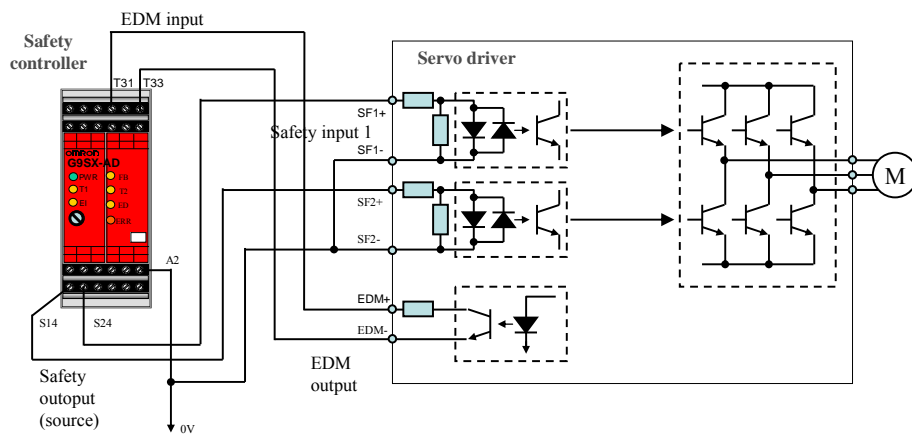 EDM input
Safety
controller
T31 T33
Servo driver
SF1+
Safety input 1
SF1-
omron
G9SX-AD
PWR FB
T1 T2
EI ED
ERR
SF2+
SF2-
M
A2
EDM+
S14 S24
EDM-
EDM
output
Safety
outoput
(source)
0V